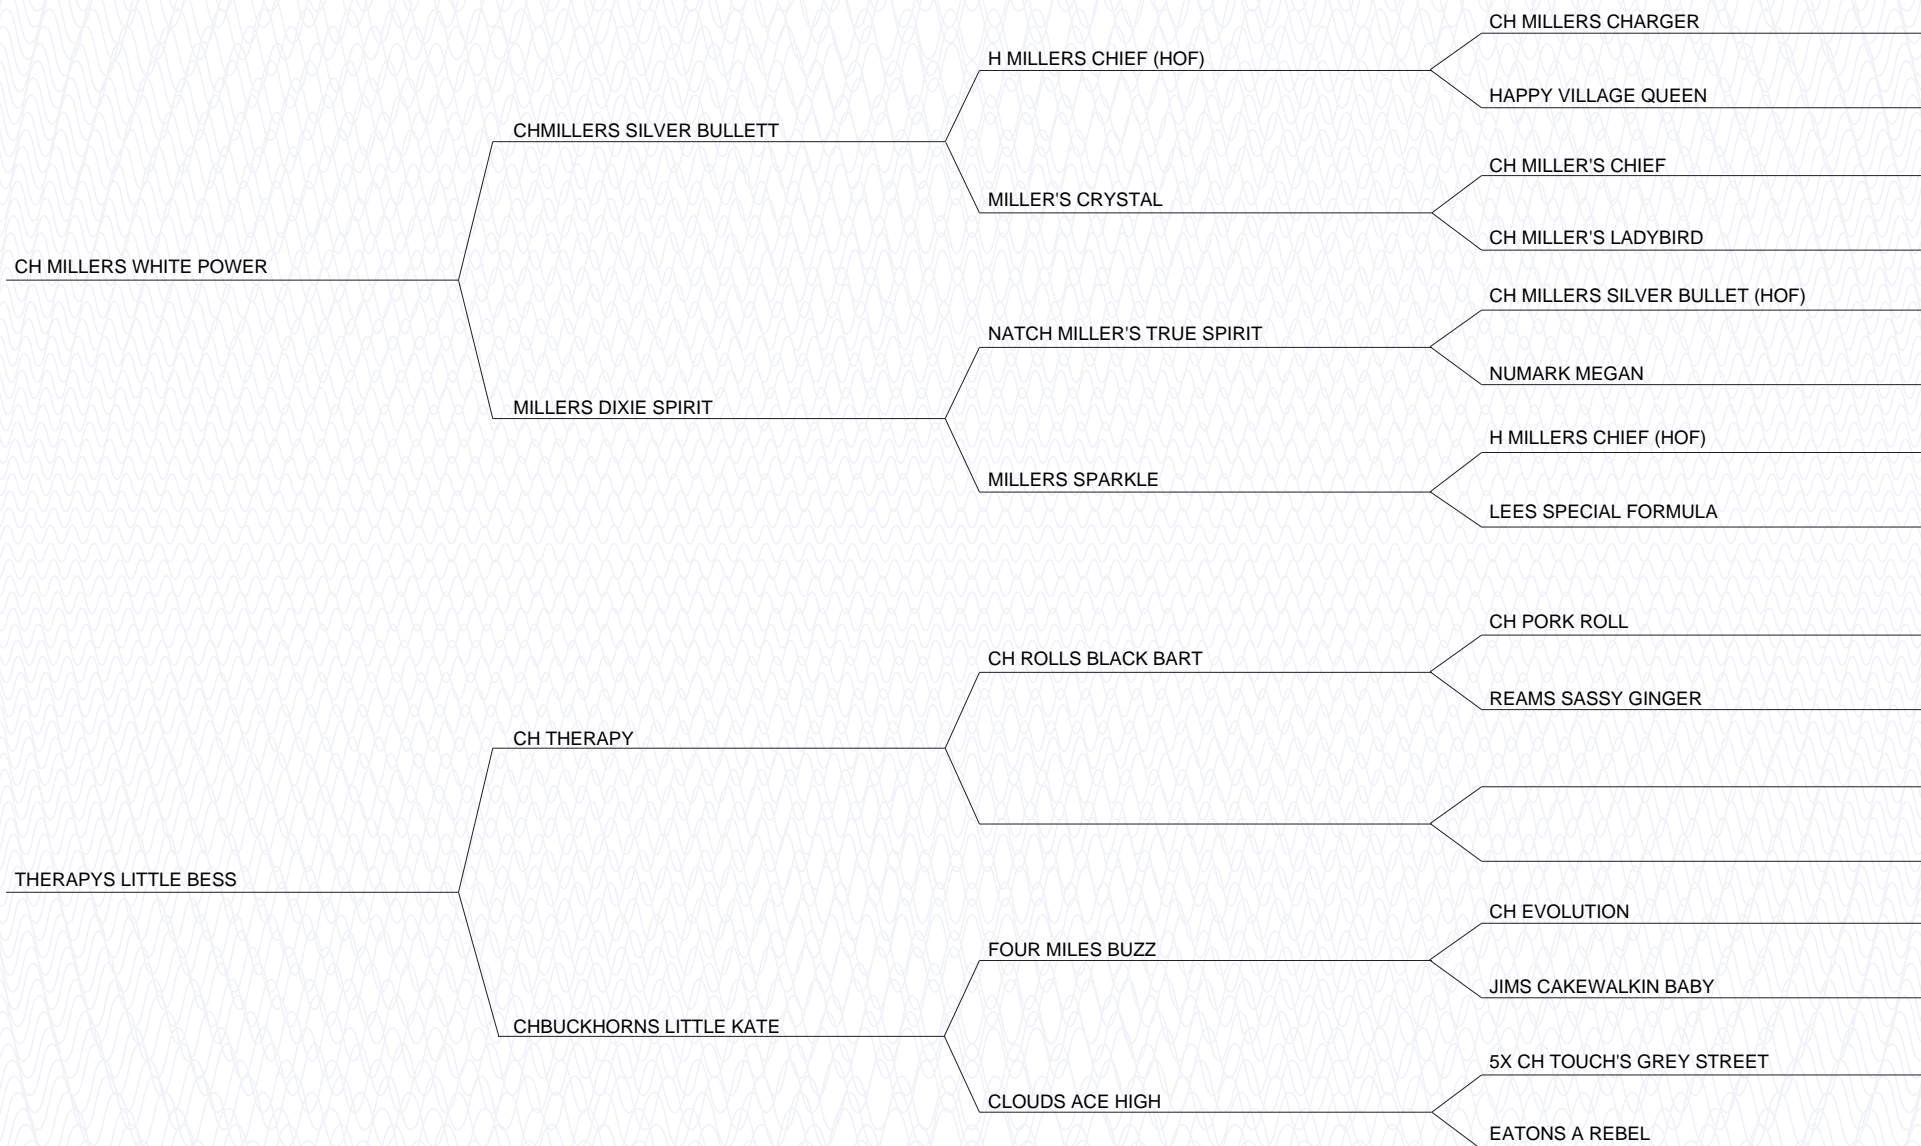 CH MILLERS CHARGER
H MILLERS CHIEF (HOF)
HAPPY VILLAGE QUEEN
CHMILLERS SILVER BULLETT
CH MILLER'S CHIEF
MILLER'S CRYSTAL
CH MILLER'S LADYBIRD
CH MILLERS WHITE POWER
CH MILLERS SILVER BULLET (HOF)
NATCH MILLER'S TRUE SPIRIT
NUMARK MEGAN
MILLERS DIXIE SPIRIT
H MILLERS CHIEF (HOF)
MILLERS SPARKLE
LEES SPECIAL FORMULA
CH PORK ROLL
CH ROLLS BLACK BART
REAMS SASSY GINGER
CH THERAPY
THERAPYS LITTLE BESS
CH EVOLUTION
FOUR MILES BUZZ
JIMS CAKEWALKIN BABY
CHBUCKHORNS LITTLE KATE
5X CH TOUCH'S GREY STREET
CLOUDS ACE HIGH
EATONS A REBEL